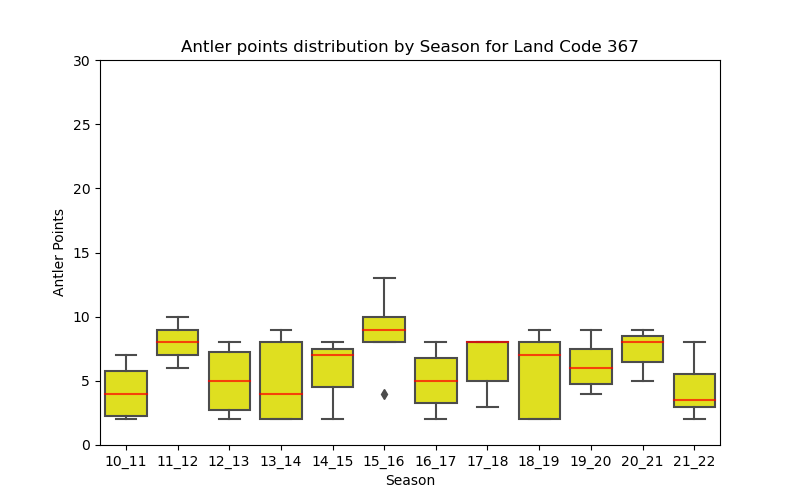 Antler points distribution by Season for Land Code 367
30
25
20
15
10
5
0
Antler Points
10_11 11_12 12_13 13_14 14_15 15_16 16_17 17_18 18_19 19_20 20_21 21_22
Season